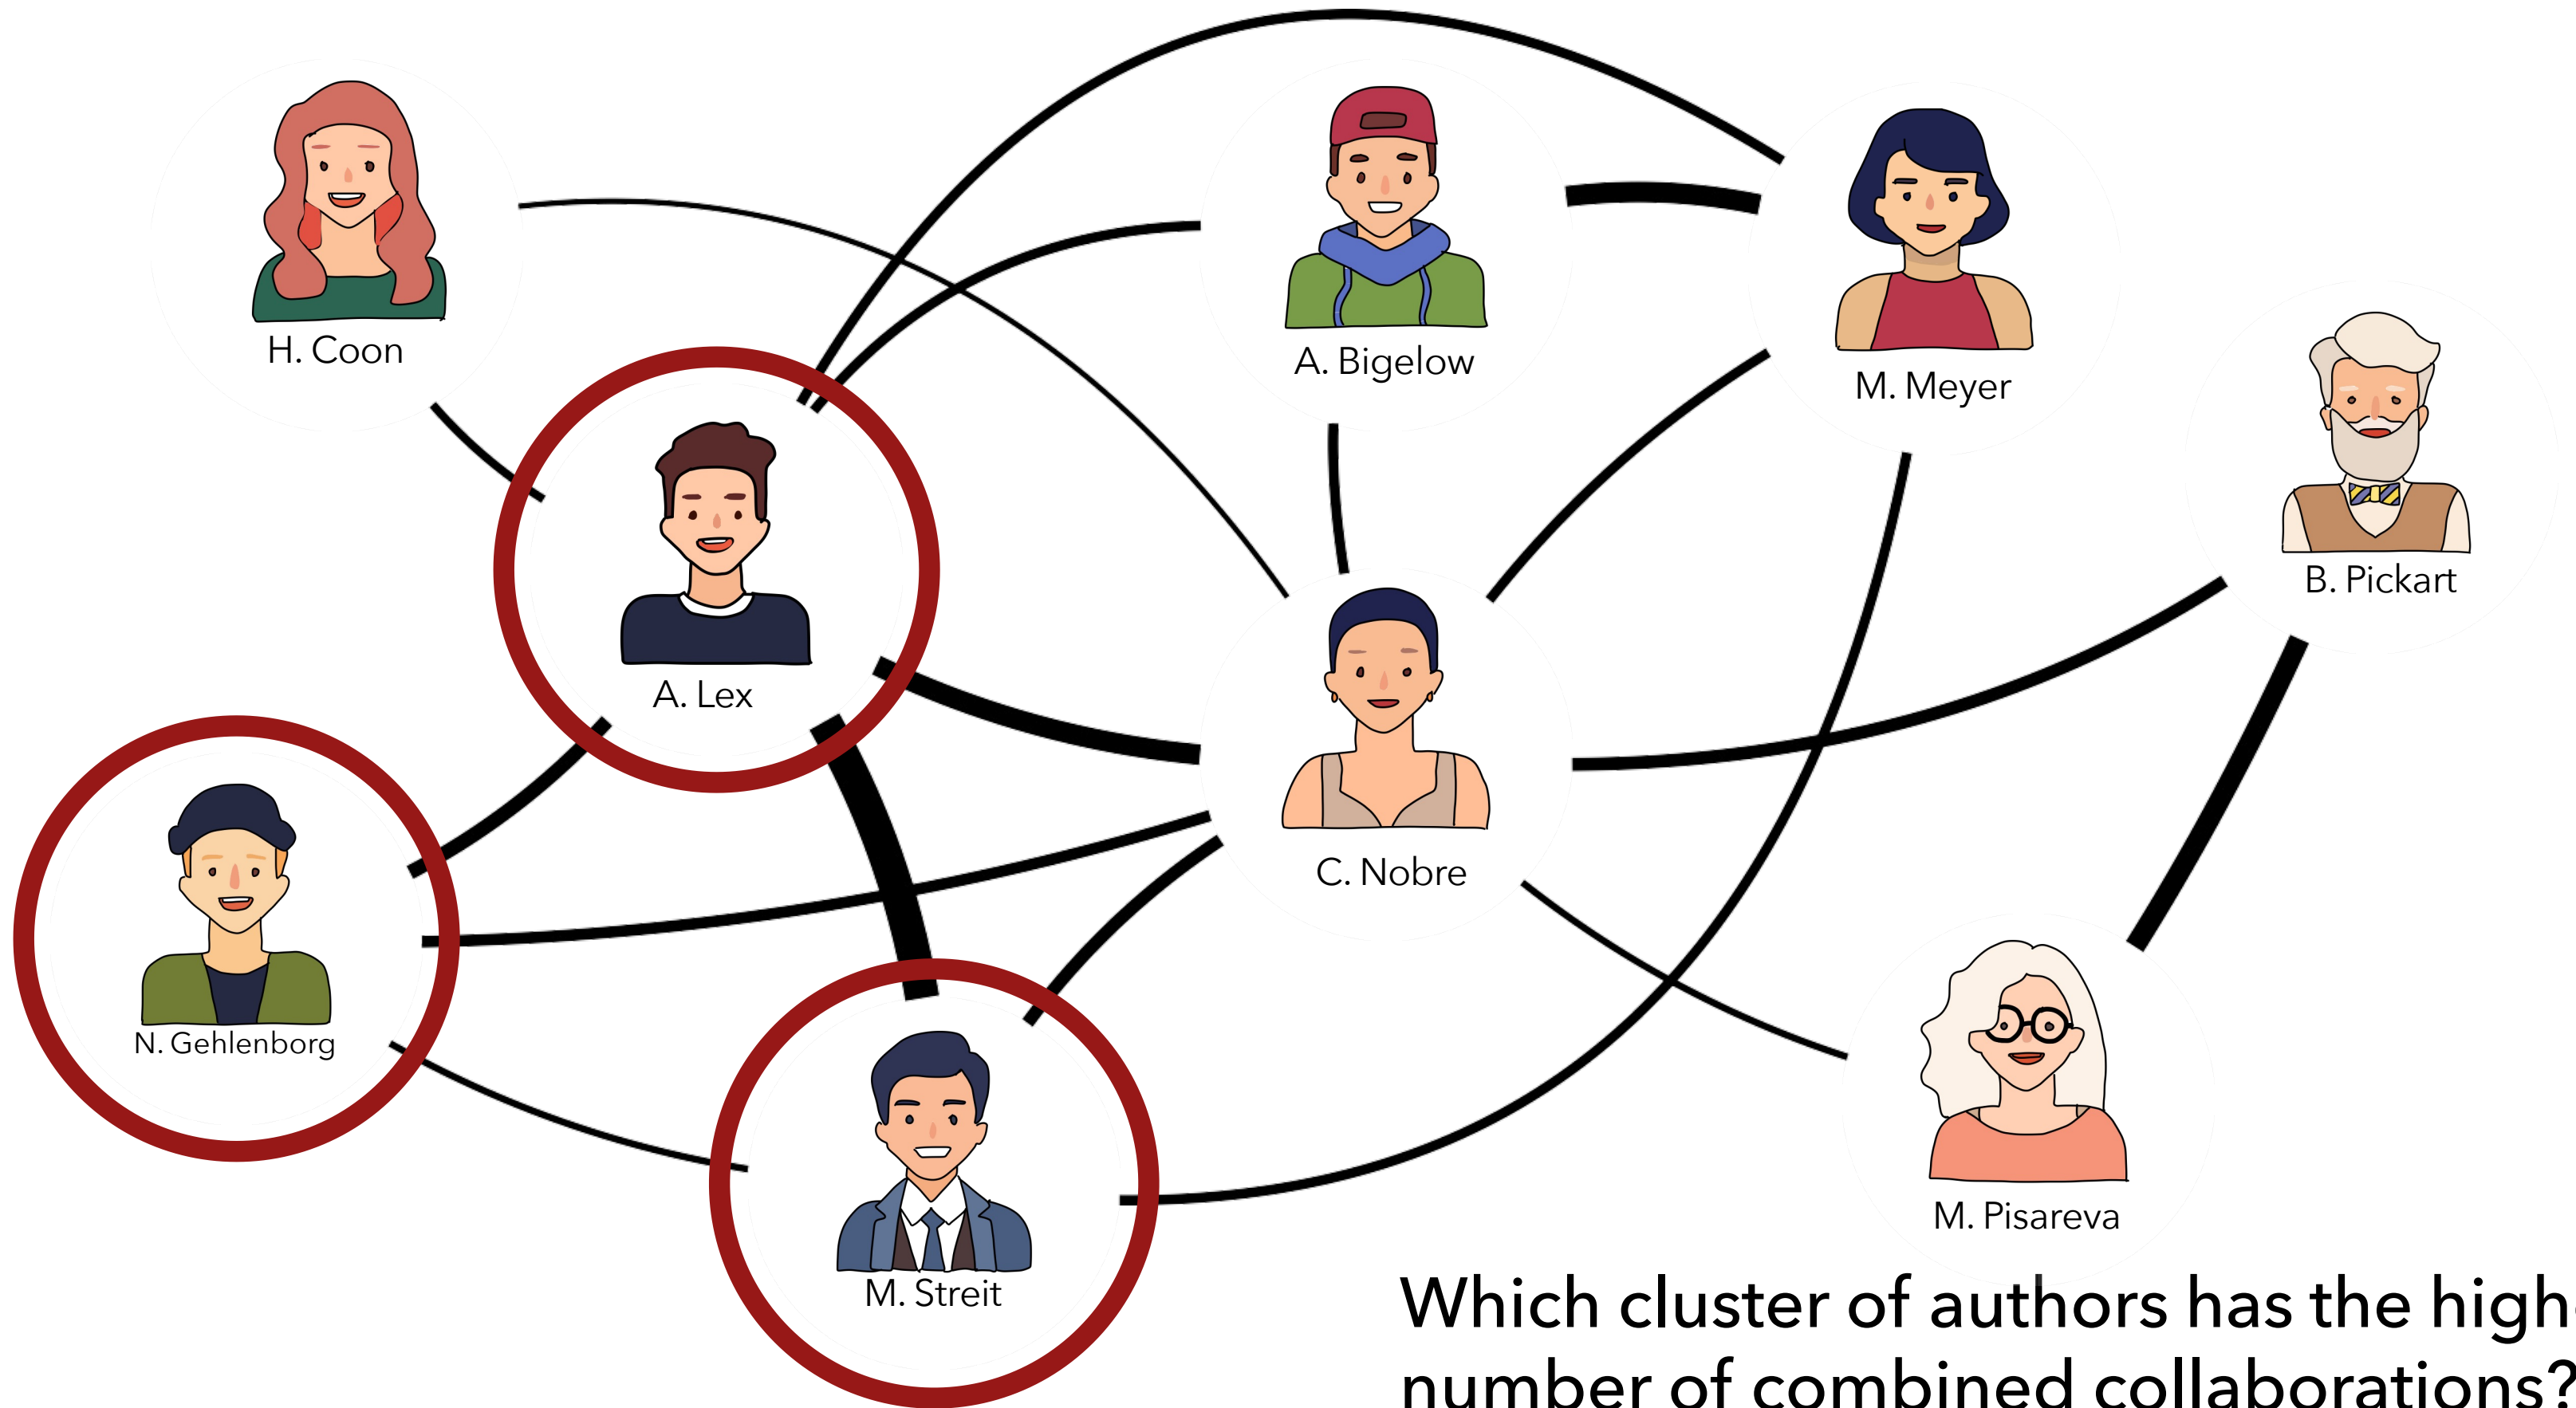 H. Coon
A. Bigelow
M. Meyer
B. Pickart
A. Lex
C. Nobre
N. Gehlenborg
M. Pisareva
M. Streit
Which cluster of authors has the high
number of combined collaborations?